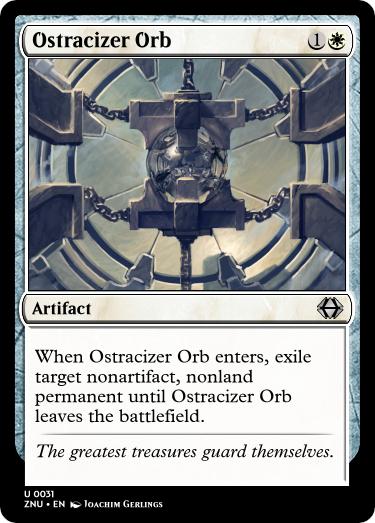 Ostracizer Orb 1
Artifact
When Ostracizer Orb enters, exile
target nonartifact, nonland
permanent until Ostracizer Orb
leaves the battlefield.
The greatest treasures guard themselves.
U 0031
ZNU • EN Joachim Gerlings